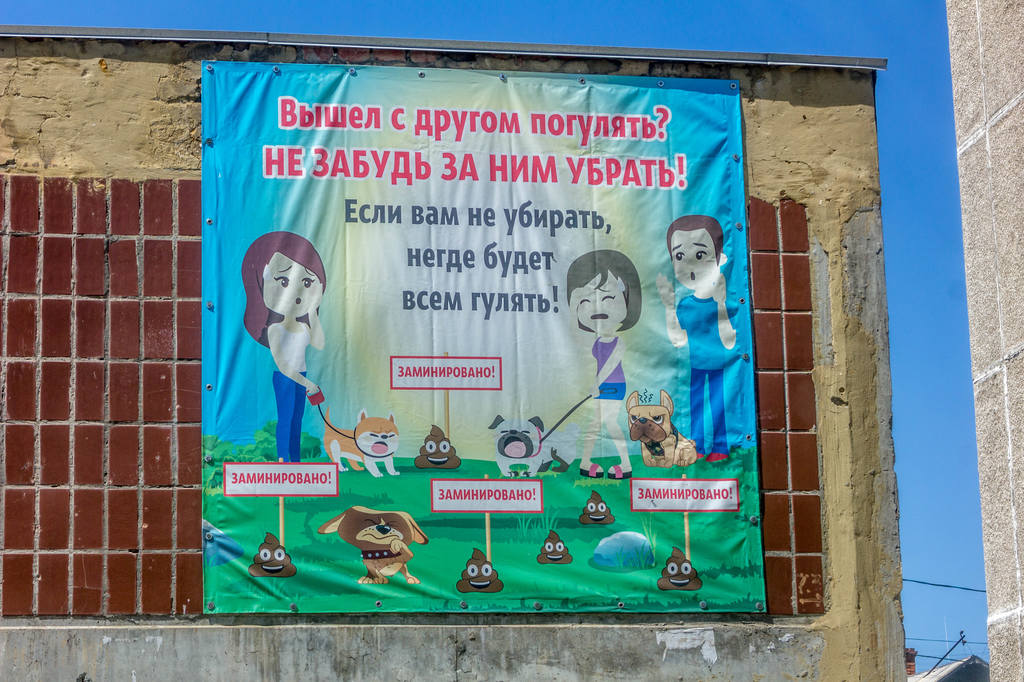 Вышел с другом погулять?
НЕ ЗАБУДЬ ЗА НИМ УБРАТЬ!
Если вам не убирать,
негде будет
всем гулять!
ЗАМИНИРОВАНО!
ЗАМИНИРОВАНО!
ЗАМИНИРОВАНО!
ЗАМИНИРОВАНО!